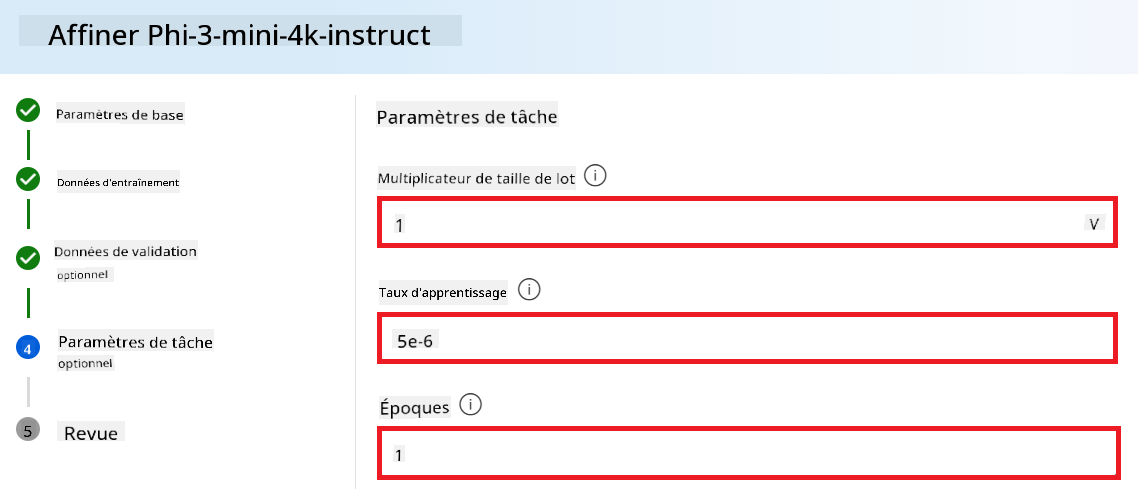 Affiner Phi-3-mini-4k-instruct
Paramètres de base
Données d'entraînement
Données de validation
optionnel
4
Paramètres de tâche
optionnel
5
Revue
Paramètres de tâche
Multiplicateur de taille de lot i
1
V
Taux d'apprentissage i
5e-6
Époques i
1